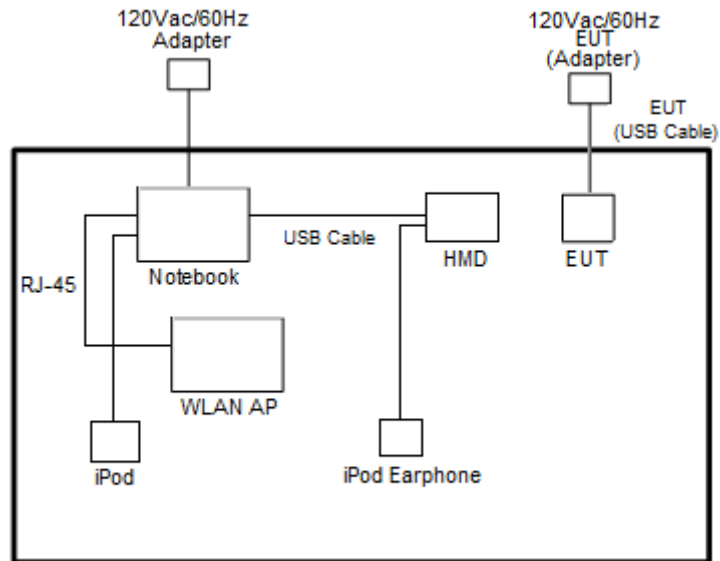 120Vac/60Hz
Adapter
120Vac/60Hz
EUT
(Adapter)
EUT
(USB Cable)
USB Cable
HMD
EUT
Notebook
RJ-45
WLAN AP
iPod
iPod Earphone